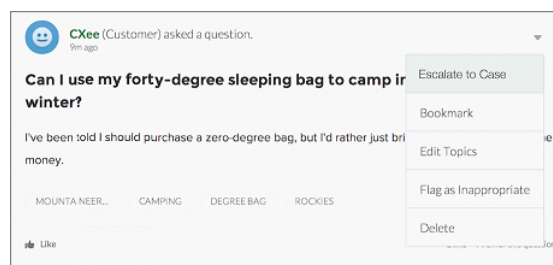 CXee (Customer) asked a question.
9m ago
Can I use my forty-degree sleeping bag to camp in
winter?
I've been told I should purchase a zero-degree bag, but I'd rather just bri
money.
MOUNTA NEER... CAMPING DEGREE BAG ROCKIES
Like
Escalate to Case
Bookmark
Edit Topics
Flag as Inappropriate
Delete